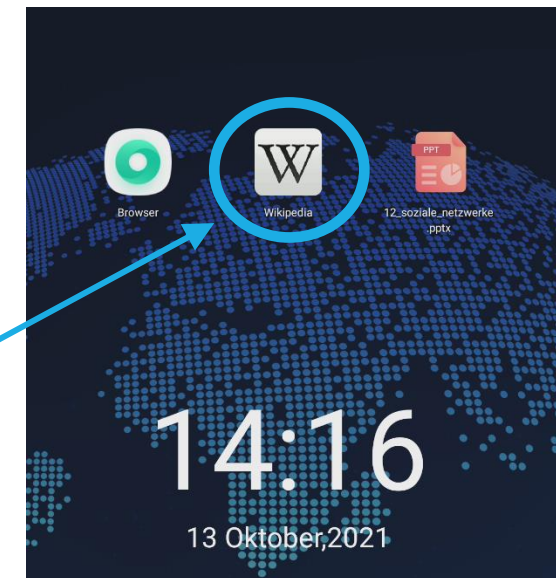 W
PPT
Browser
Wikipedia
12_soziale_netzwerke
.pptx
14:16
13 Oktober,2021